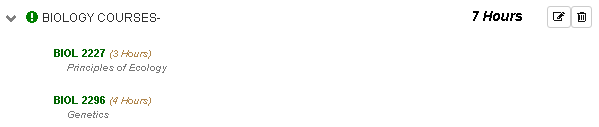 BIOLOGY COURSES- 7 Hours
BIOL 2227 (3 Hours)
Principles of Ecology
BIOL 2296 (4 Hours)
Genetics